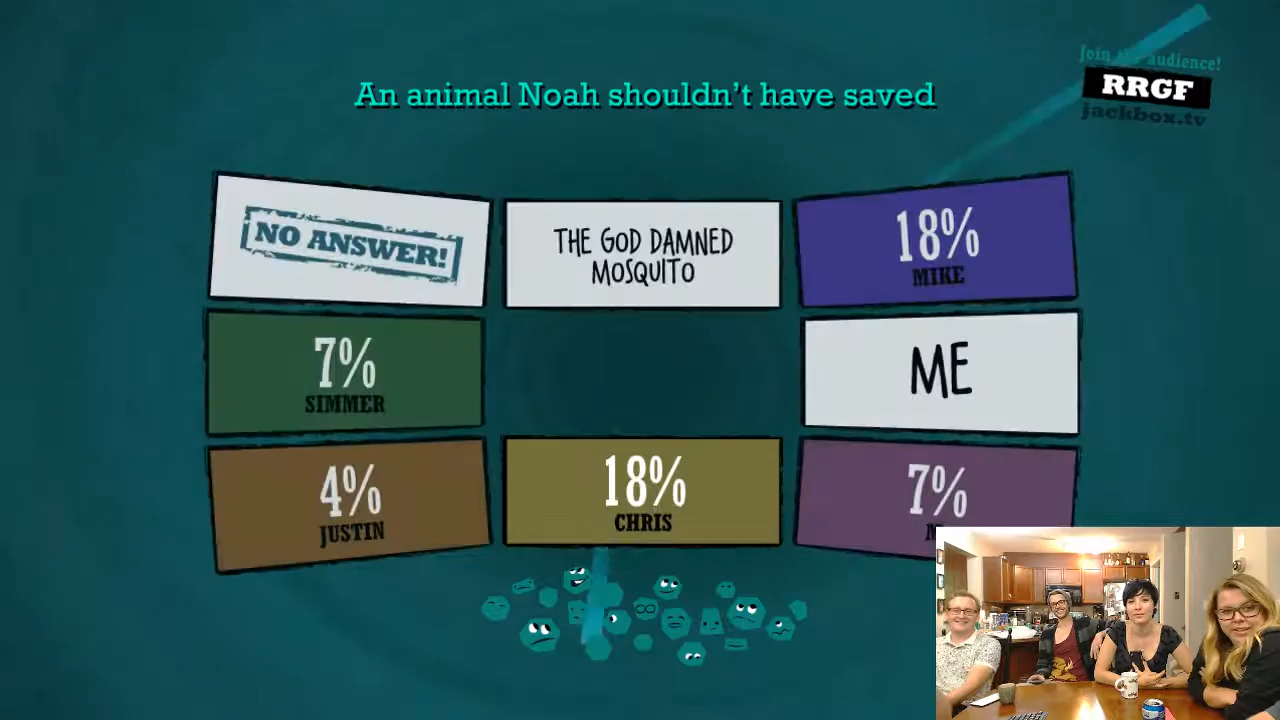 Join the audience!
RRGF
jackbox.tv
An animal Noah shouldn't have saved
NO ANSWER!
THE GOD DAMNED
MOSQUITO
18%
MIKE
7%
SIMMER
ME
4%
JUSTIN
18%
CHRIS
7%